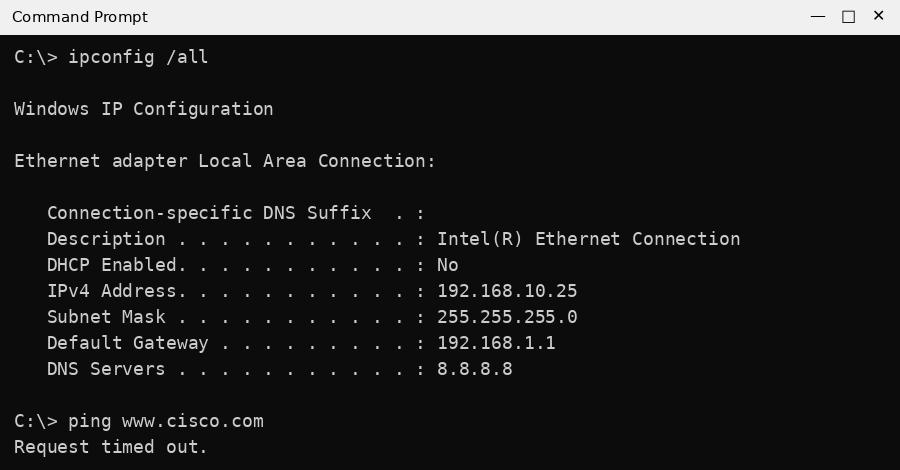 Command Prompt
C:\> ipconfig /all
Windows IP Configuration
Ethernet adapter Local Area Connection:
Connection-specific DNS Suffix  . :
Description . . . . . . . . . . . : Intel(R) Ethernet Connection
DHCP Enabled. . . . . . . . . . . : No
IPv4 Address. . . . . . . . . . . : 192.168.10.25
Subnet Mask . . . . . . . . . . . : 255.255.255.0
Default Gateway . . . . . . . . . : 192.168.1.1
DNS Servers . . . . . . . . . . . : 8.8.8.8
C:\> ping www.cisco.com
Request timed out.